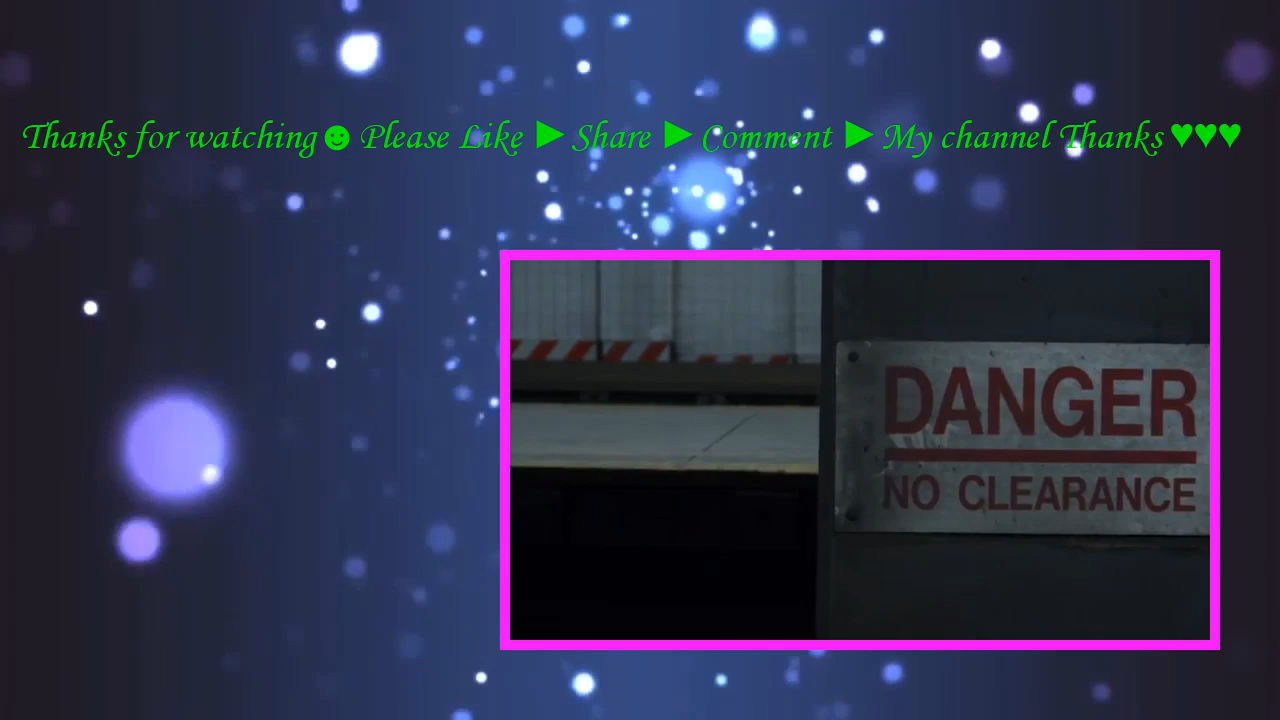 Thanks for watching☻Please Like ► Share ► Comment ► My channel Thanks♥♥♥
DANGER
NO CLEARANCE